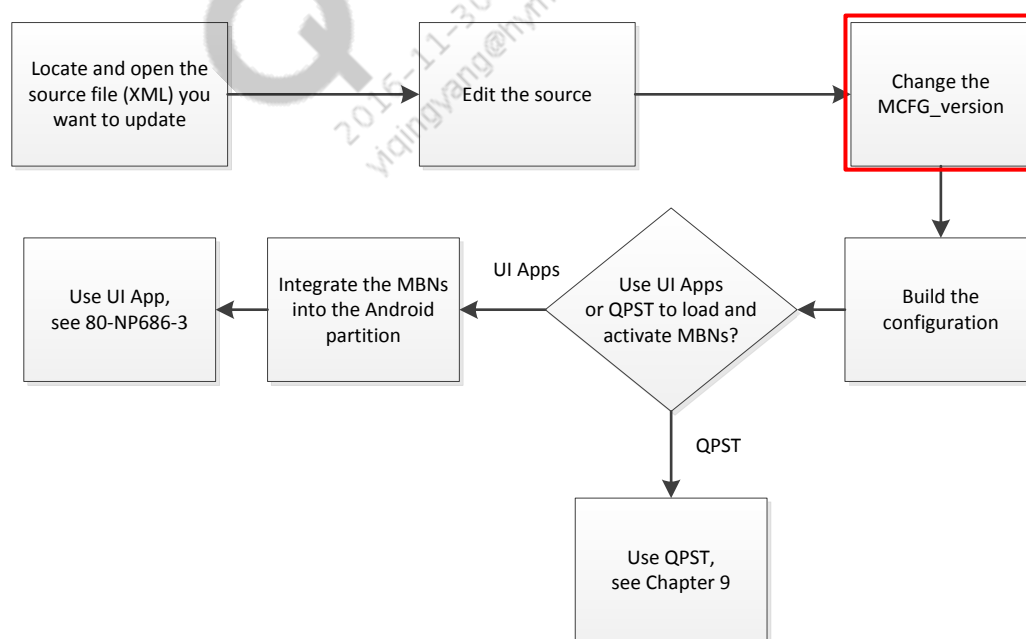 Locate and open the
source file (XML) you
want to update
Edit the source
Change the
MCFG_version
Use UI App,
see 80-NP686-3
Integrate the MBNs
into the Android
partition
UI Apps
Use UI Apps
or QPST to load and
activate MBNs?
Build the
configuration
QPST
Use QPST,
see Chapter 9